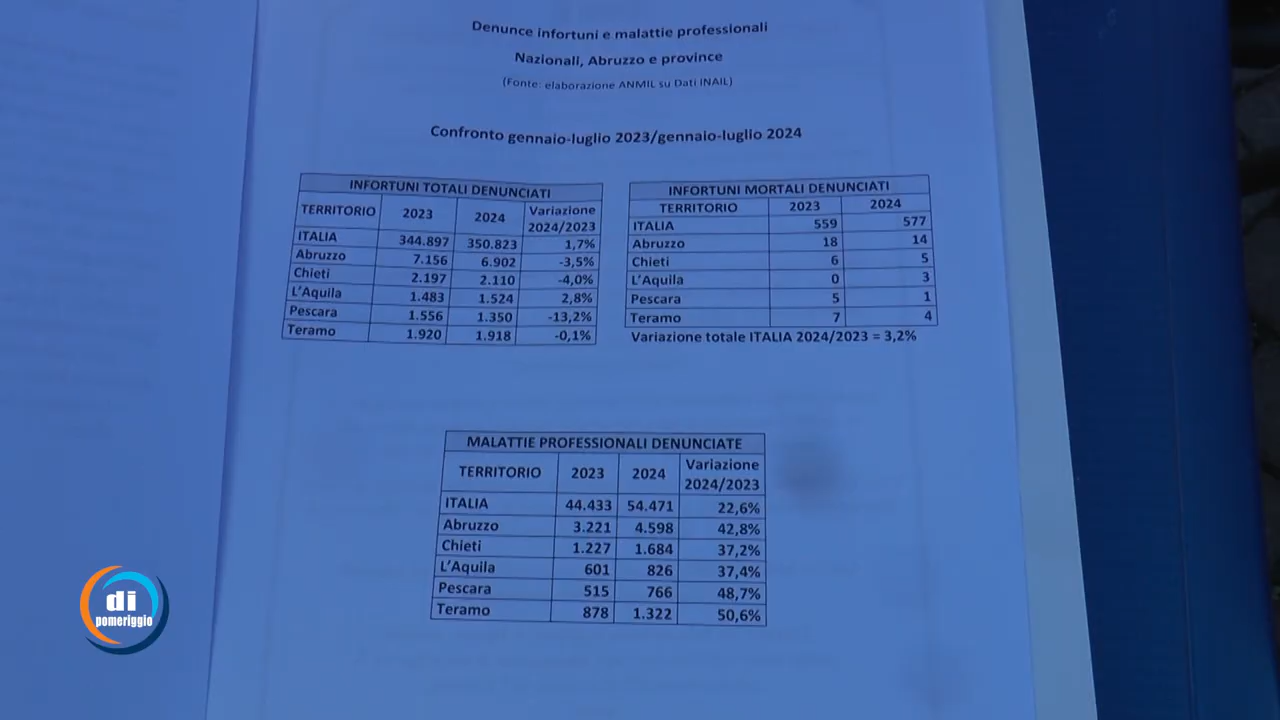 Denunce infortuni e malattie professionali
Nazionali, Abruzzo e province
(Fonte: elaborazione ANMIL su Dati INAIL)
Confronto gennaio-luglio 2023/gennaio-luglio 2024
INFORTUNI TOTALI DENUNCIATI
TERRITORIO 2023 2024 Variazione 2024/2023
ITALIA 344.897 350.823 1,7%
Abruzzo 7.156 6.902 -3,5%
Chieti 2.197 2.110 -4,0%
L'Aquila 1.483 1.524 2,8%
Pescara 1.556 1.350 -13,2%
Teramo 1.920 1.918 -0,1%
INFORTUNI MORTALI DENUNCIATI
TERRITORIO 2023 2024
ITALIA 559 577
Abruzzo 18 14
Chieti 6 5
L'Aquila 0 3
Pescara 5 1
Teramo 7 4
Variazione totale ITALIA 2024/2023 = 3,2%
MALATTIE PROFESSIONALI DENUNCIATE
TERRITORIO 2023 2024 Variazione 2024/2023
ITALIA 44.433 54.471 22,6%
Abruzzo 3.221 4.598 42,8%
Chieti 1.227 1.684 37,2%
L'Aquila 601 826 37,4%
Pescara 515 766 48,7%
Teramo 878 1.322 50,6%
di
pomeriggio